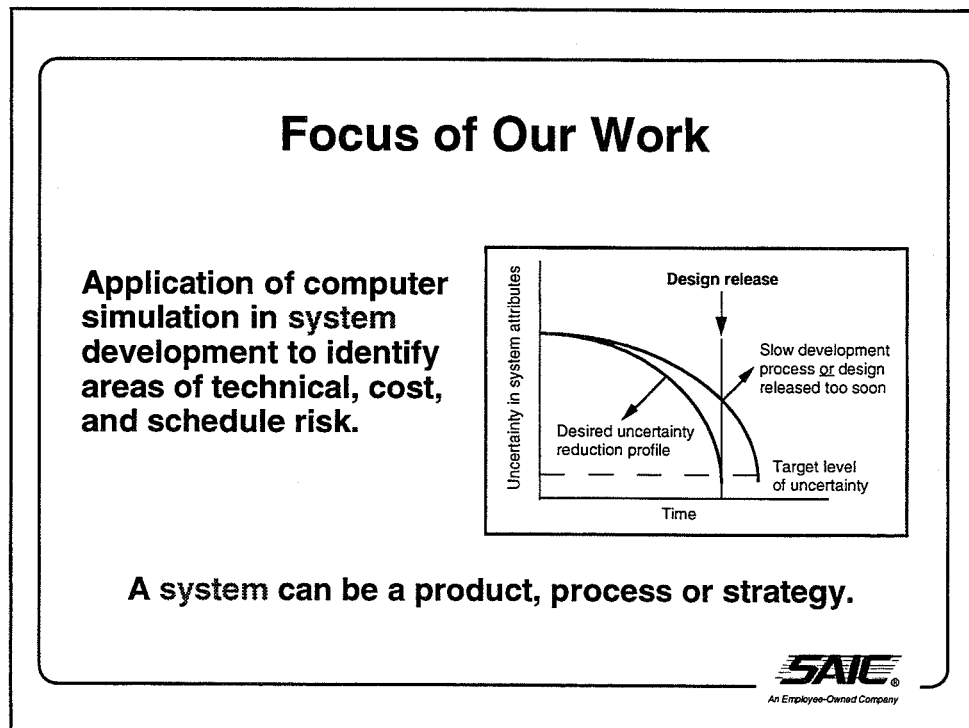 Focus of Our Work
Application of computer
simulation in system
development to identify
areas of technical, cost,
and schedule risk.
Uncertainty in system attributes
Design release
Slow development
process or design
released too soon
Desired uncertainty
reduction profile
Target level
of uncertainty
Time
A system can be a product, process or strategy.
SAIC®
An Employee-Owned Company